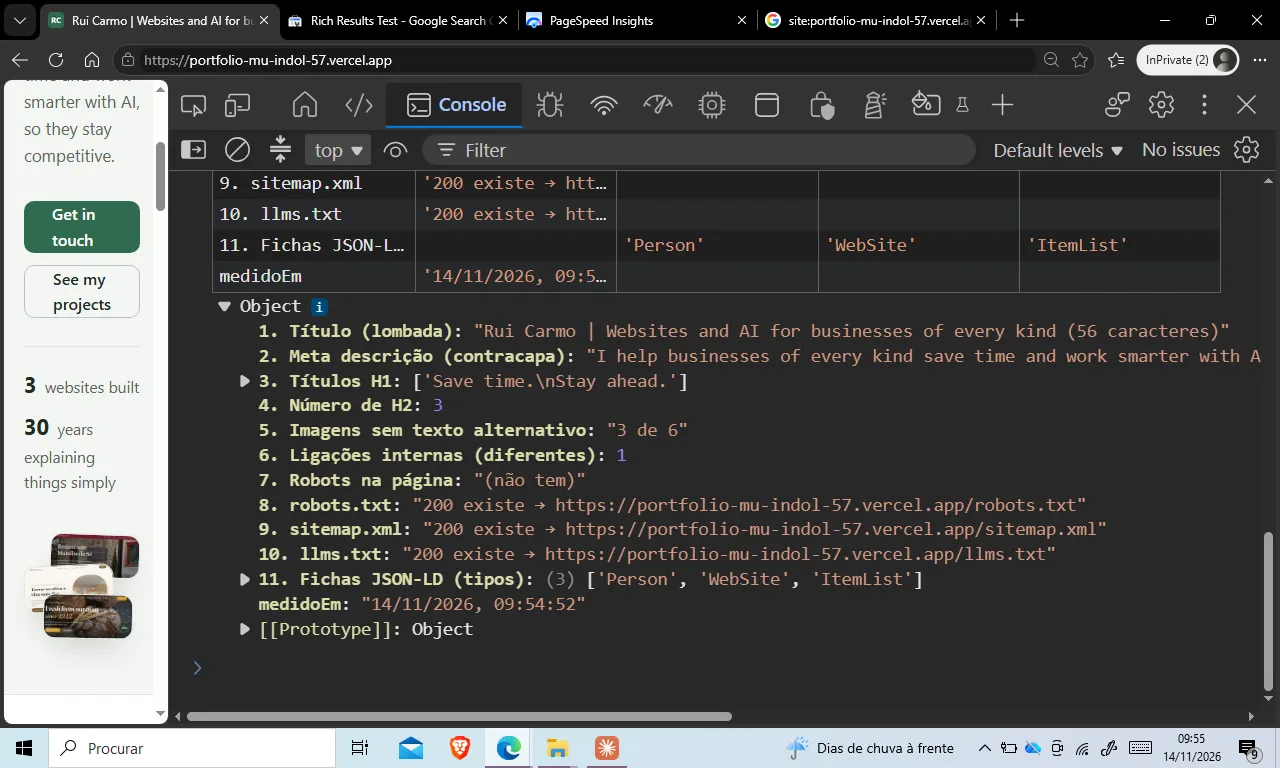 Rui Carmo | Websites and AI for bu
Rich Results Test - Google Search C
PageSpeed Insights
site:portfolio-mu-indol-57.vercel.ap
https://portfolio-mu-indol-57.vercel.app
InPrivate (2)
smarter with AI,
so they stay
competitive.
Get in
touch
See my
projects
3 websites built
30 years
explaining
things simply
Console
top
Filter
Default levels
No issues
9. sitemap.xml '200 existe → htt…
10. llms.txt '200 existe → htt…
11. Fichas JSON-L… 'Person' 'WebSite' 'ItemList'
medidoEm '14/11/2026, 09:5…
Object
1. Título (lombada): "Rui Carmo | Websites and AI for businesses of every kind (56 caracteres)"
2. Meta descrição (contracapa): "I help businesses of every kind save time and work smarter with A
3. Títulos H1: ['Save time.\nStay ahead.']
4. Número de H2: 3
5. Imagens sem texto alternativo: "3 de 6"
6. Ligações internas (diferentes): 1
7. Robots na página: "(não tem)"
8. robots.txt: "200 existe → https://portfolio-mu-indol-57.vercel.app/robots.txt"
9. sitemap.xml: "200 existe → https://portfolio-mu-indol-57.vercel.app/sitemap.xml"
10. llms.txt: "200 existe → https://portfolio-mu-indol-57.vercel.app/llms.txt"
11. Fichas JSON-LD (tipos): (3) ['Person', 'WebSite', 'ItemList']
medidoEm: "14/11/2026, 09:54:52"
[[Prototype]]: Object
Procurar
Dias de chuva à frente
09:55
14/11/2026
9